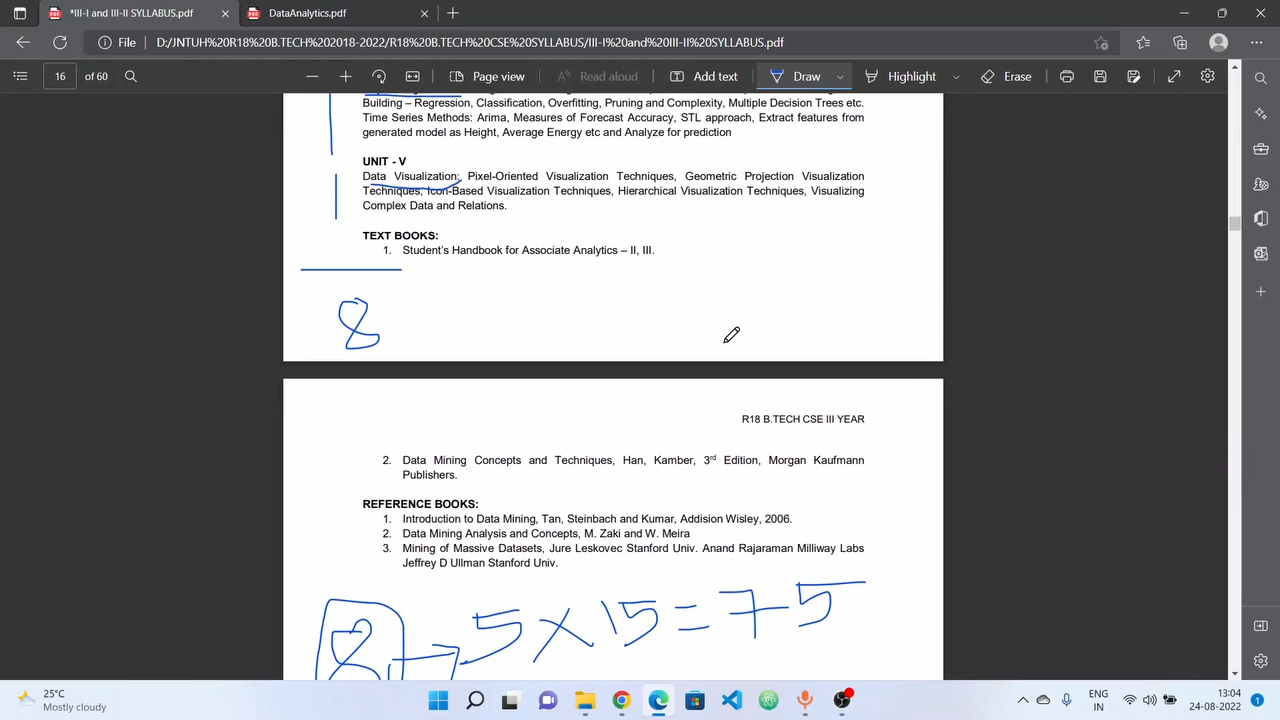 *III-I and III-II SYLLABUS.pdf
DataAnalytics.pdf
File
D:/JNTUH%20R18%20B.TECH%202018-2022/R18%20B.TECH%20CSE%20SYLLABUS/III-I%20and%20III-II%20SYLLABUS.pdf
16 of 60
Page view
Read aloud
Add text
Draw
Highlight
Erase
Building – Regression, Classification, Overfitting, Pruning and Complexity, Multiple Decision Trees etc.
Time Series Methods: Arima, Measures of Forecast Accuracy, STL approach, Extract features from
generated model as Height, Average Energy etc and Analyze for prediction
UNIT - V
Data Visualization: Pixel-Oriented Visualization Techniques, Geometric Projection Visualization
Techniques, Icon-Based Visualization Techniques, Hierarchical Visualization Techniques, Visualizing
Complex Data and Relations.
TEXT BOOKS:
1. Student's Handbook for Associate Analytics – II, III.
8
R18 B.TECH CSE III YEAR
2. Data Mining Concepts and Techniques, Han, Kamber, 3rd Edition, Morgan Kaufmann
Publishers.
REFERENCE BOOKS:
1. Introduction to Data Mining, Tan, Steinbach and Kumar, Addision Wisley, 2006.
2. Data Mining Analysis and Concepts, M. Zaki and W. Meira
3. Mining of Massive Datasets, Jure Leskovec Stanford Univ. Anand Rajaraman Milliway Labs
Jeffrey D Ullman Stanford Univ.
8 → 5 × 15 = 75
25°C
Mostly cloudy
ENG
IN
13:04
24-08-2022
1